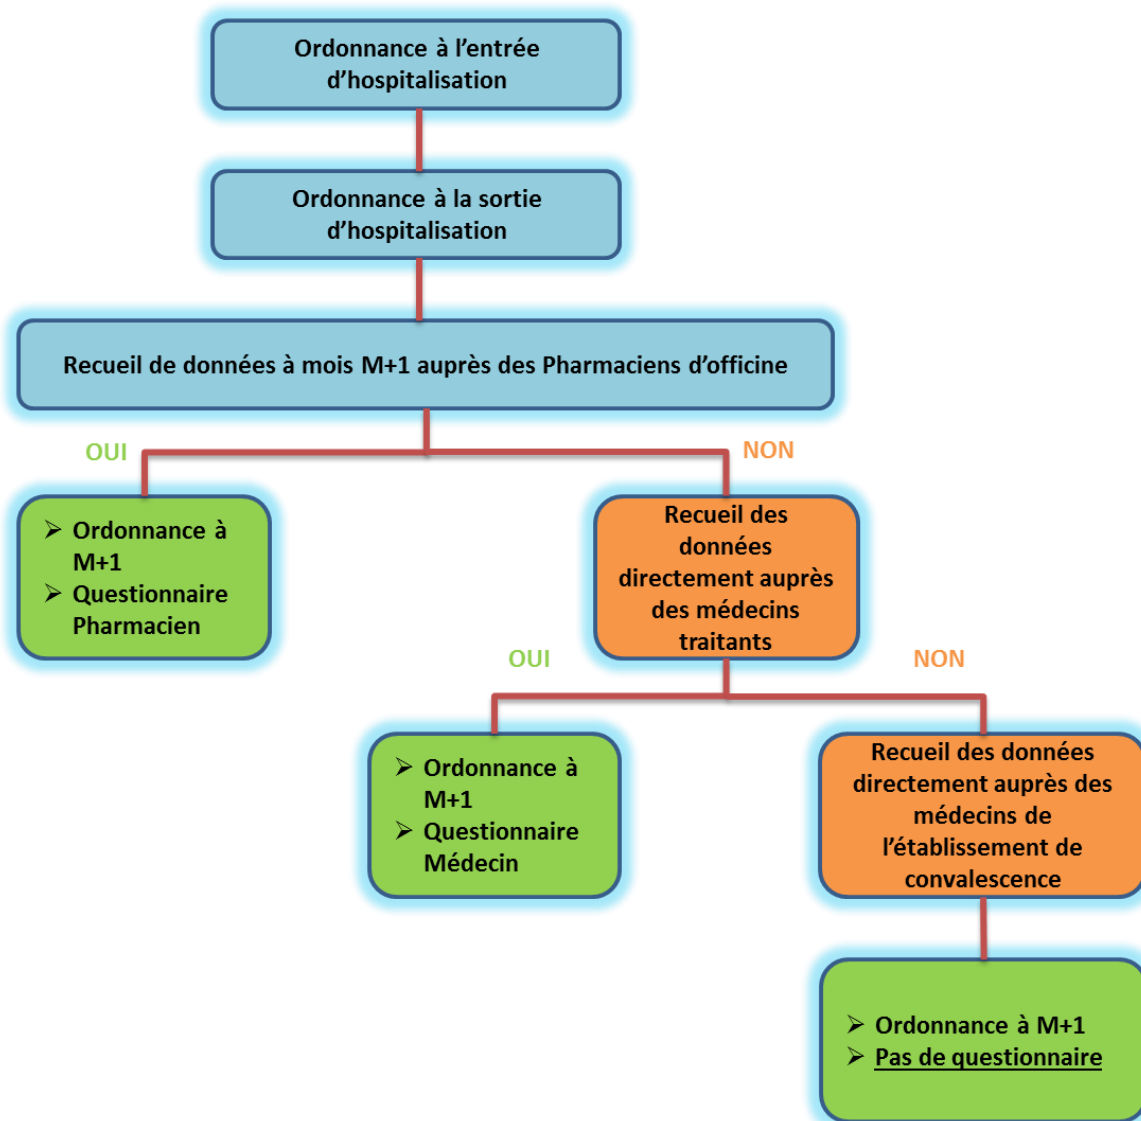 Ordonnance à l'entrée
d'hospitalisation
Ordonnance à la sortie
d'hospitalisation
Recueil de données à mois M+1 auprès des Pharmaciens d'officine
OUI
NON
➢ Ordonnance à
M+1
➢ Questionnaire
Pharmacien
Recueil des
données
directement auprès
des médecins
traitants
OUI
NON
➢ Ordonnance à
M+1
➢ Questionnaire
Médecin
Recueil des données
directement auprès des
médecins de
l'établissement de
convalescence
➢ Ordonnance à M+1
➢ Pas de questionnaire